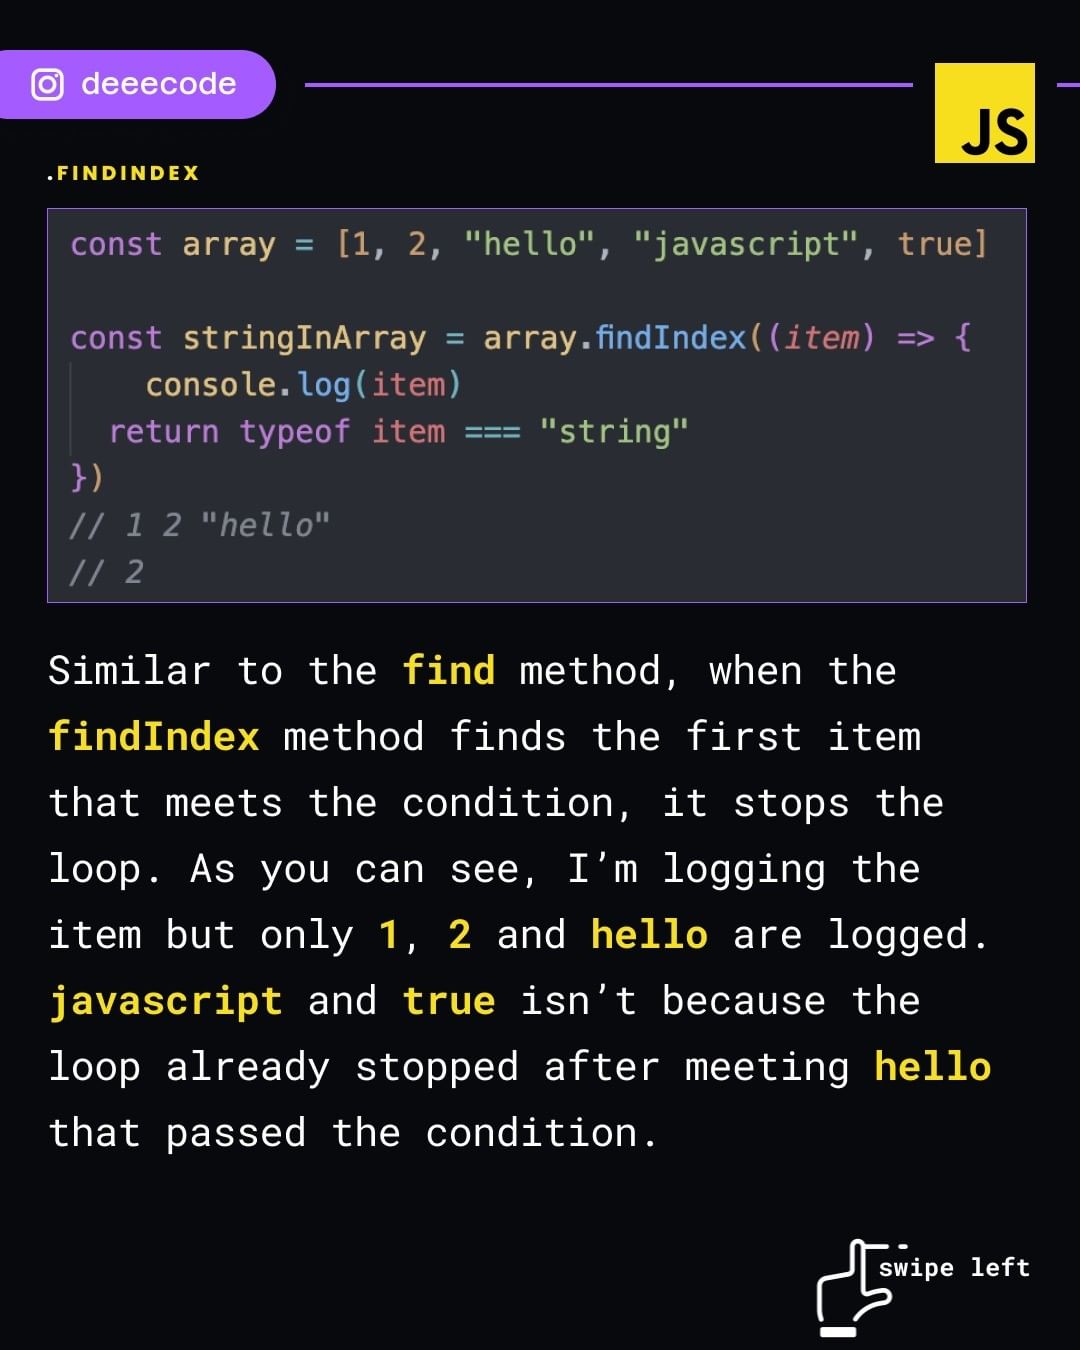 deeecode
JS
.FINDINDEX
const array = [1, 2, "hello", "javascript", true]
const stringInArray = array.findIndex((item) => {
    console.log(item)
  return typeof item === "string"
})
// 1 2 "hello"
// 2
Similar to the find method, when the
findIndex method finds the first item
that meets the condition, it stops the
loop. As you can see, I’m logging the
item but only 1, 2 and hello are logged.
javascript and true isn’t because the
loop already stopped after meeting hello
that passed the condition.
swipe left